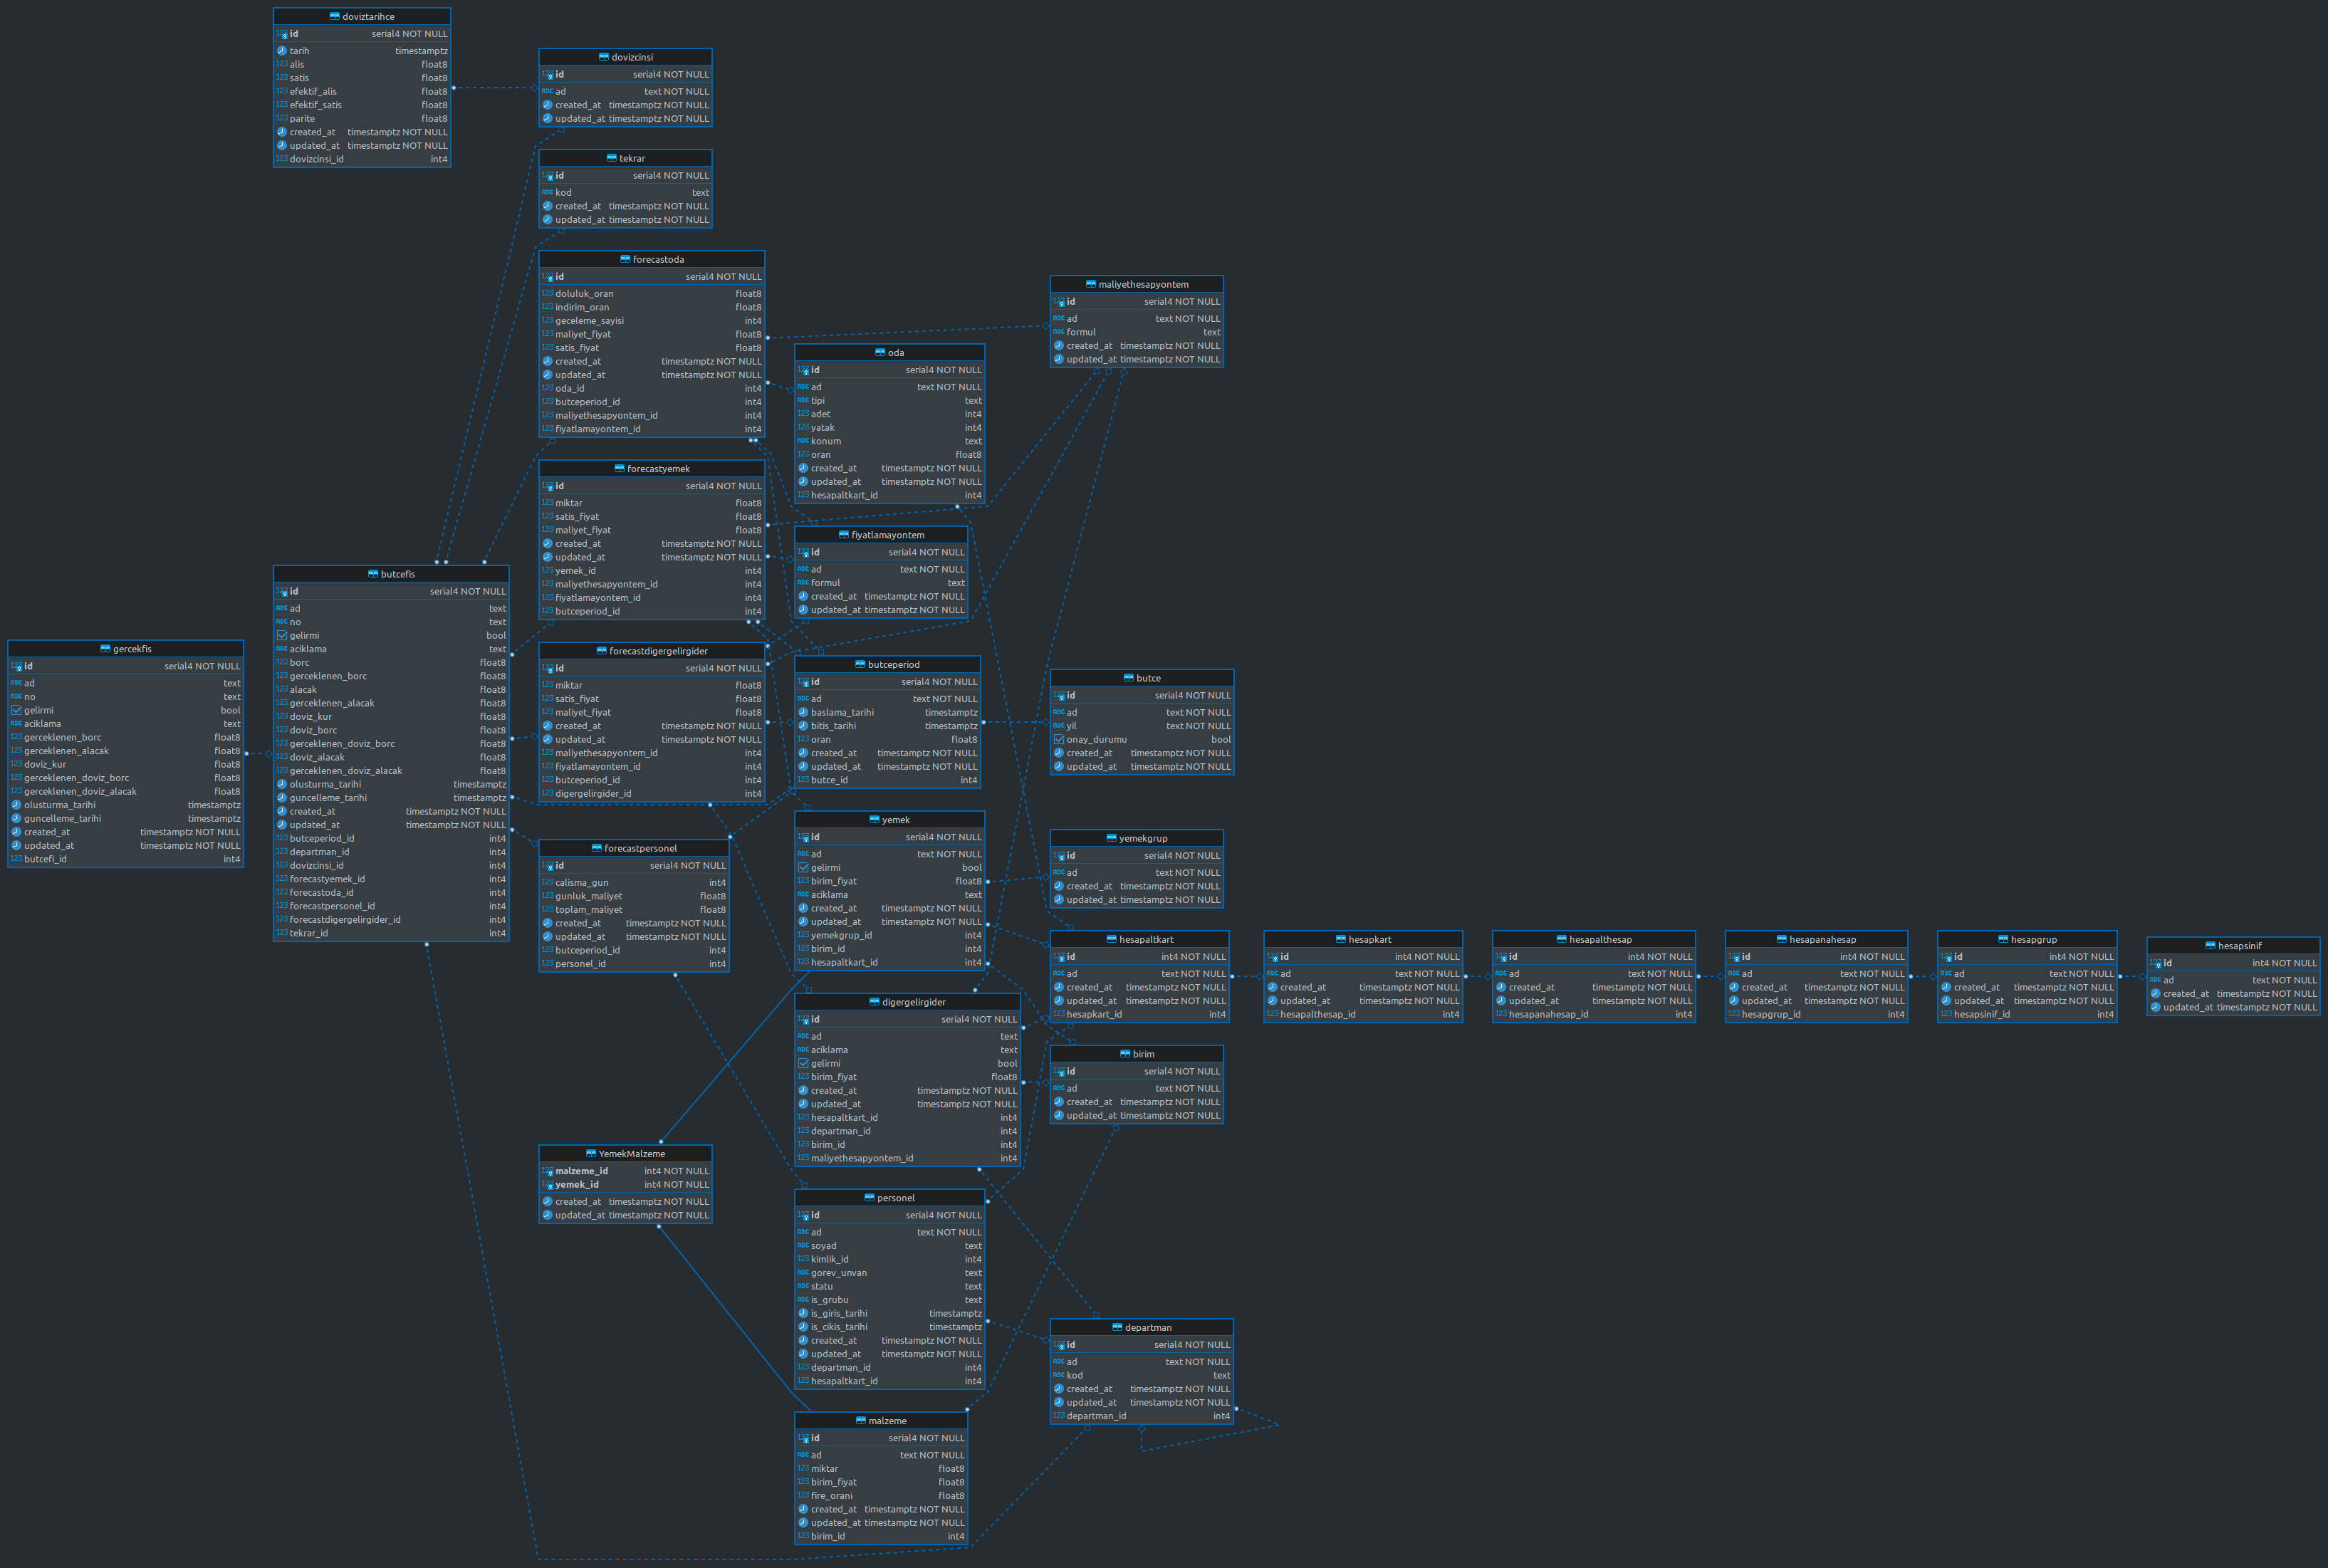 doviztarihce
id serial4 NOT NULL
tarih timestamptz
alis float8
satis float8
efektif_alis float8
efektif_satis float8
parite float8
created_at timestamptz NOT NULL
updated_at timestamptz NOT NULL
dovizcinsi_id int4
dovizcinsi
id serial4 NOT NULL
ad text NOT NULL
created_at timestamptz NOT NULL
updated_at timestamptz NOT NULL
tekrar
id serial4 NOT NULL
kod text
created_at timestamptz NOT NULL
updated_at timestamptz NOT NULL
forecastoda
id serial4 NOT NULL
doluluk_oran float8
indirim_oran float8
geceleme_sayisi int4
maliyet_fiyat float8
satis_fiyat float8
created_at timestamptz NOT NULL
updated_at timestamptz NOT NULL
oda_id int4
butceperiod_id int4
maliyethesapyontem_id int4
fiyatlamayontem_id int4
maliyethesapyontem
id serial4 NOT NULL
ad text NOT NULL
formul text
created_at timestamptz NOT NULL
updated_at timestamptz NOT NULL
oda
id serial4 NOT NULL
ad text NOT NULL
tipi text
adet int4
yatak int4
konum text
oran float8
created_at timestamptz NOT NULL
updated_at timestamptz NOT NULL
hesapaltkart_id int4
forecastyemek
id serial4 NOT NULL
miktar float8
satis_fiyat float8
maliyet_fiyat float8
created_at timestamptz NOT NULL
updated_at timestamptz NOT NULL
yemek_id int4
maliyethesapyontem_id int4
fiyatlamayontem_id int4
butceperiod_id int4
fiyatlamayontem
id serial4 NOT NULL
ad text NOT NULL
formul text
created_at timestamptz NOT NULL
updated_at timestamptz NOT NULL
butcefis
id serial4 NOT NULL
ad text
no text
gelirmi bool
aciklama text
borc float8
gerceklenen_borc float8
alacak float8
gerceklenen_alacak float8
doviz_kur float8
doviz_borc float8
gerceklenen_doviz_borc float8
doviz_alacak float8
gerceklenen_doviz_alacak float8
olusturma_tarihi timestamptz
guncelleme_tarihi timestamptz
created_at timestamptz NOT NULL
updated_at timestamptz NOT NULL
butceperiod_id int4
departman_id int4
dovizcinsi_id int4
forecastyemek_id int4
forecastoda_id int4
forecastpersonel_id int4
forecastdigergelirgider_id int4
tekrar_id int4
gercekfis
id serial4 NOT NULL
ad text
no text
gelirmi bool
aciklama text
gerceklenen_borc float8
gerceklenen_alacak float8
doviz_kur float8
gerceklenen_doviz_borc float8
gerceklenen_doviz_alacak float8
olusturma_tarihi timestamptz
guncelleme_tarihi timestamptz
created_at timestamptz NOT NULL
updated_at timestamptz NOT NULL
butcefi_id int4
forecastdigergelirgider
id serial4 NOT NULL
miktar float8
satis_fiyat float8
maliyet_fiyat float8
created_at timestamptz NOT NULL
updated_at timestamptz NOT NULL
maliyethesapyontem_id int4
fiyatlamayontem_id int4
butceperiod_id int4
digergelirgider_id int4
butceperiod
id serial4 NOT NULL
ad text NOT NULL
baslama_tarihi timestamptz
bitis_tarihi timestamptz
oran float8
created_at timestamptz NOT NULL
updated_at timestamptz NOT NULL
butce_id int4
butce
id serial4 NOT NULL
ad text NOT NULL
yil text NOT NULL
onay_durumu bool
created_at timestamptz NOT NULL
updated_at timestamptz NOT NULL
forecastpersonel
id serial4 NOT NULL
calisma_gun int4
gunluk_maliyet float8
toplam_maliyet float8
created_at timestamptz NOT NULL
updated_at timestamptz NOT NULL
butceperiod_id int4
personel_id int4
yemek
id serial4 NOT NULL
ad text NOT NULL
gelirmi bool
birim_fiyat float8
aciklama text
created_at timestamptz NOT NULL
updated_at timestamptz NOT NULL
yemekgrup_id int4
birim_id int4
hesapaltkart_id int4
yemekgrup
id serial4 NOT NULL
ad text NOT NULL
created_at timestamptz NOT NULL
updated_at timestamptz NOT NULL
hesapaltkart
id int4 NOT NULL
ad text NOT NULL
created_at timestamptz NOT NULL
updated_at timestamptz NOT NULL
hesapkart_id int4
hesapkart
id int4 NOT NULL
ad text NOT NULL
created_at timestamptz NOT NULL
updated_at timestamptz NOT NULL
hesapalthesap_id int4
hesapalthesap
id int4 NOT NULL
ad text NOT NULL
created_at timestamptz NOT NULL
updated_at timestamptz NOT NULL
hesapanahesap_id int4
hesapanahesap
id int4 NOT NULL
ad text NOT NULL
created_at timestamptz NOT NULL
updated_at timestamptz NOT NULL
hesapgrup_id int4
hesapgrup
id int4 NOT NULL
ad text NOT NULL
created_at timestamptz NOT NULL
updated_at timestamptz NOT NULL
hesapsinif_id int4
hesapsinif
id int4 NOT NULL
ad text NOT NULL
created_at timestamptz NOT NULL
updated_at timestamptz NOT NULL
digergelirgider
id serial4 NOT NULL
ad text
aciklama text
gelirmi bool
birim_fiyat float8
created_at timestamptz NOT NULL
updated_at timestamptz NOT NULL
hesapaltkart_id int4
departman_id int4
birim_id int4
maliyethesapyontem_id int4
birim
id serial4 NOT NULL
ad text NOT NULL
created_at timestamptz NOT NULL
updated_at timestamptz NOT NULL
YemekMalzeme
malzeme_id int4 NOT NULL
yemek_id int4 NOT NULL
created_at timestamptz NOT NULL
updated_at timestamptz NOT NULL
personel
id serial4 NOT NULL
ad text NOT NULL
soyad text
kimlik_id int4
gorev_unvan text
statu text
is_grubu text
is_giris_tarihi timestamptz
is_cikis_tarihi timestamptz
created_at timestamptz NOT NULL
updated_at timestamptz NOT NULL
departman_id int4
hesapaltkart_id int4
departman
id serial4 NOT NULL
ad text NOT NULL
kod text
created_at timestamptz NOT NULL
updated_at timestamptz NOT NULL
departman_id int4
malzeme
id serial4 NOT NULL
ad text NOT NULL
miktar float8
birim_fiyat float8
fire_orani float8
created_at timestamptz NOT NULL
updated_at timestamptz NOT NULL
birim_id int4